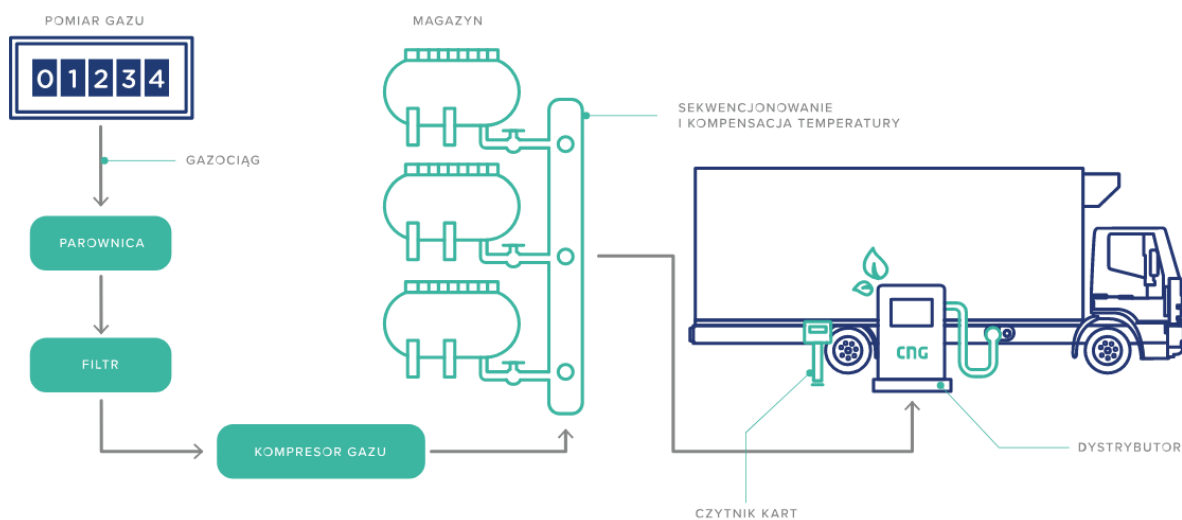 POMIAR GAZU
01234
GAZOCIĄG
PAROWNICA
FILTR
KOMPRESOR GAZU
MAGAZYN
SEKWENCJONOWANIE
I KOMPENSACJA TEMPERATURY
CNG
DYSTRYBUTOR
CZYTNIK KART